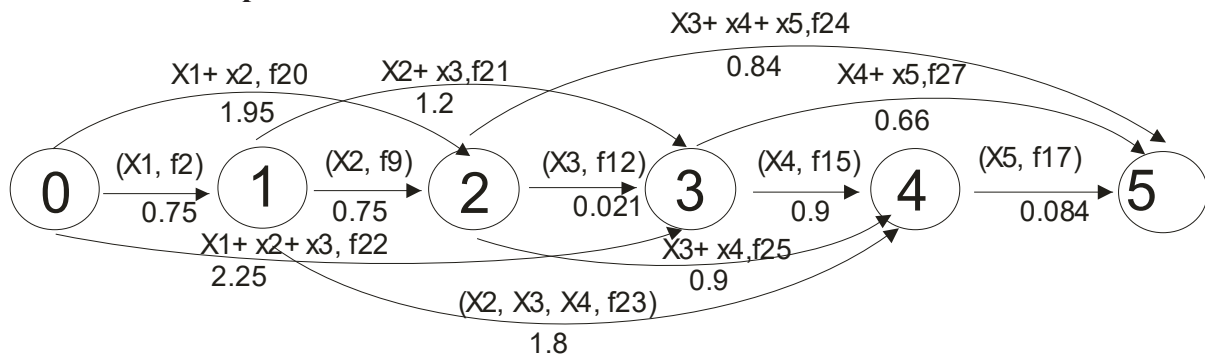 X3+ x4+ x5,f24
0.84
X1+ x2, f20
1.95
X2+ x3,f21
1.2
X4+ x5,f27
0.66
0
(X1, f2)
0.75
1
(X2, f9)
0.75
2
(X3, f12)
0.021
3
(X4, f15)
0.9
4
(X5, f17)
0.084
5
X1+ x2+ x3, f22
2.25
X3+ x4,f25
0.9
(X2, X3, X4, f23)
1.8